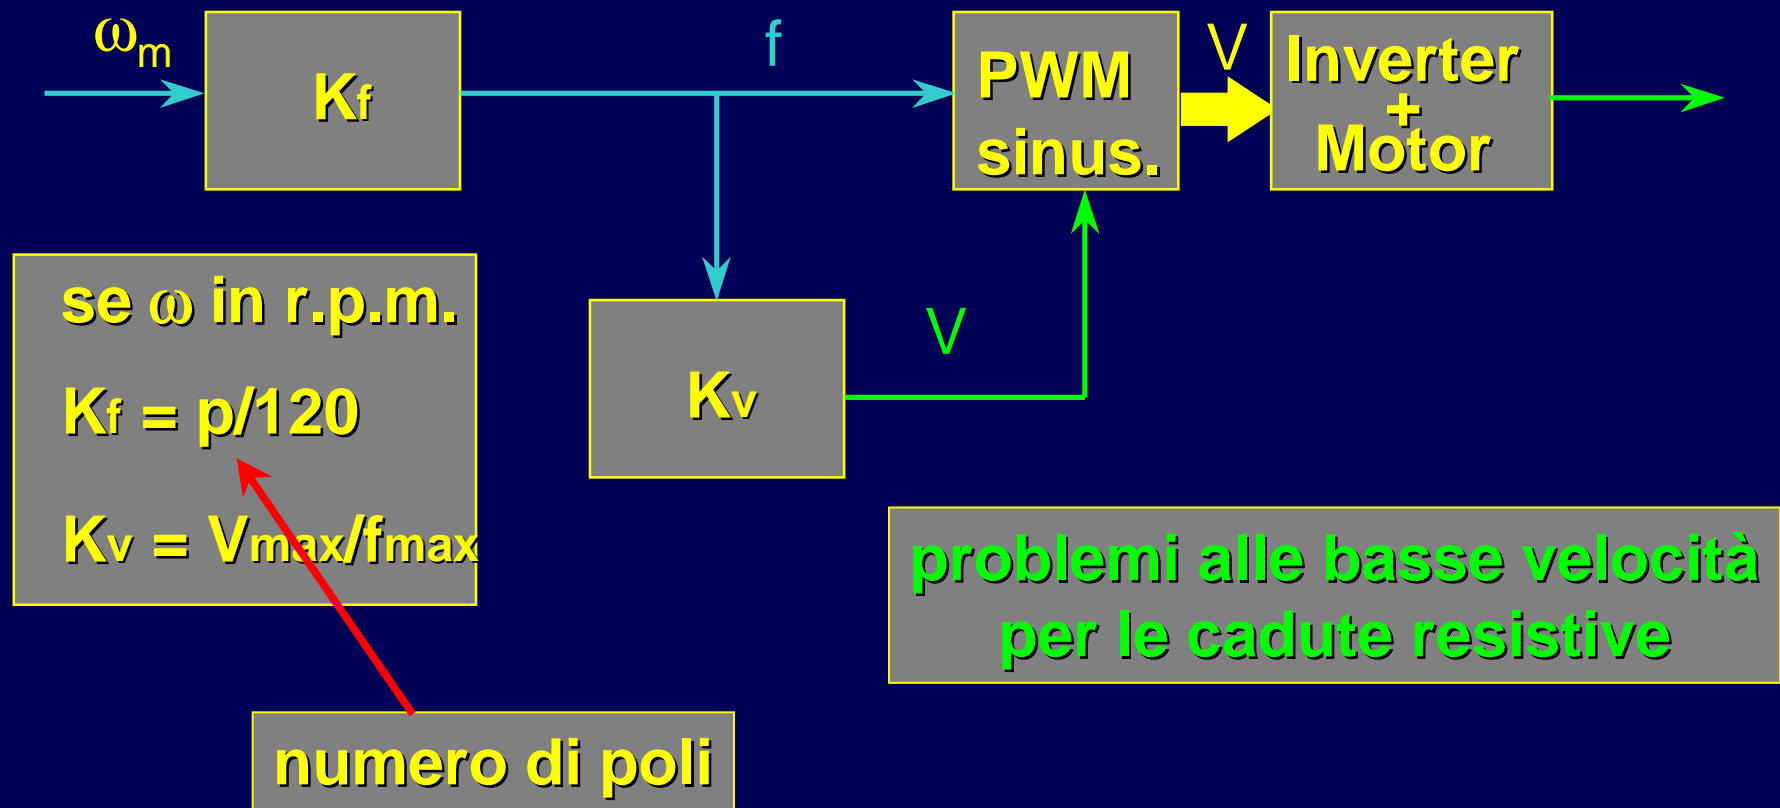 ωm
Kf
f
PWM
sinus.
V
Inverter
+
Motor
se ω in r.p.m.
Kf = p/120
Kv = Vmax/fmax
Kv
V
problemi alle basse velocità
per le cadute resistive
numero di poli